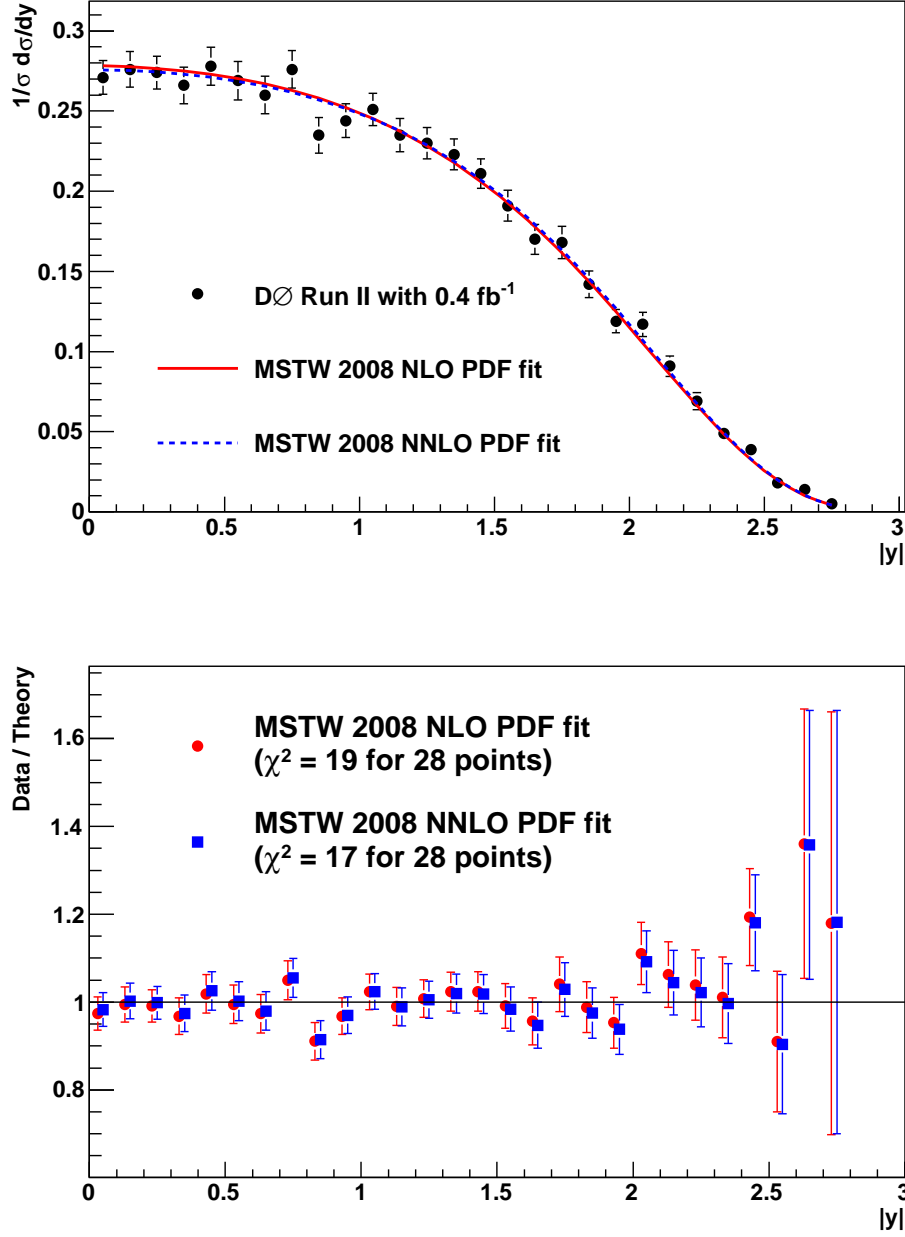 1/σ dσ/dy
0.3
0.25
0.2
0.15
0.1
0.05
0
DØ Run II with 0.4 fb⁻¹
MSTW 2008 NLO PDF fit
MSTW 2008 NNLO PDF fit
0 0.5 1 1.5 2 2.5 3
|y|
Data / Theory
1.6
1.4
1.2
1
0.8
MSTW 2008 NLO PDF fit
(χ² = 19 for 28 points)
MSTW 2008 NNLO PDF fit
(χ² = 17 for 28 points)
0 0.5 1 1.5 2 2.5 3
|y|